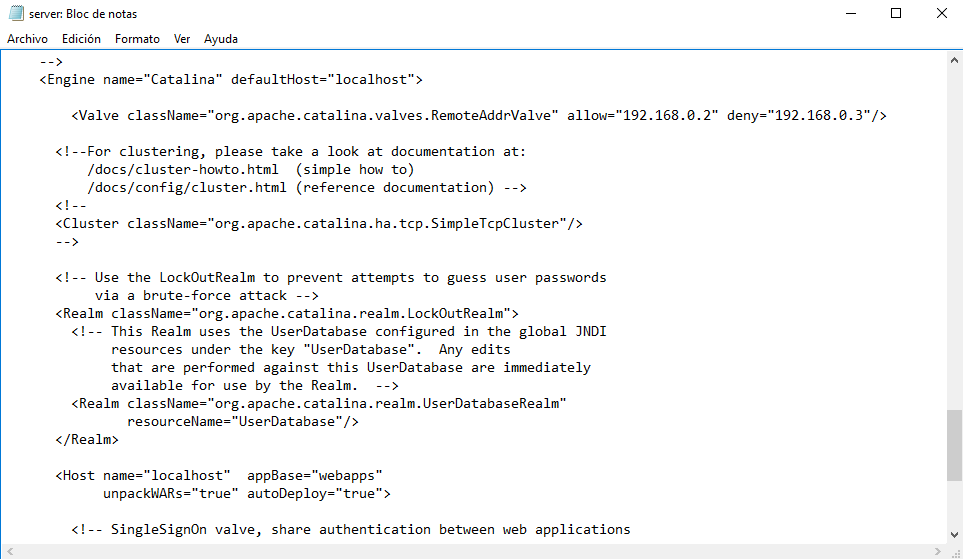 server: Bloc de notas
Archivo Edición Formato Ver Ayuda
-->
<Engine name="Catalina" defaultHost="localhost">
<Valve className="org.apache.catalina.valves.RemoteAddrValve" allow="192.168.0.2" deny="192.168.0.3"/>
<!--For clustering, please take a look at documentation at:
/docs/cluster-howto.html  (simple how to)
/docs/config/cluster.html (reference documentation) -->
<!--
<Cluster className="org.apache.catalina.ha.tcp.SimpleTcpCluster"/>
-->
<!-- Use the LockOutRealm to prevent attempts to guess user passwords
via a brute-force attack -->
<Realm className="org.apache.catalina.realm.LockOutRealm">
<!-- This Realm uses the UserDatabase configured in the global JNDI
resources under the key "UserDatabase".  Any edits
that are performed against this UserDatabase are immediately
available for use by the Realm.  -->
<Realm className="org.apache.catalina.realm.UserDatabaseRealm"
resourceName="UserDatabase"/>
</Realm>
<Host name="localhost"  appBase="webapps"
unpackWARs="true" autoDeploy="true">
<!-- SingleSignOn valve, share authentication between web applications